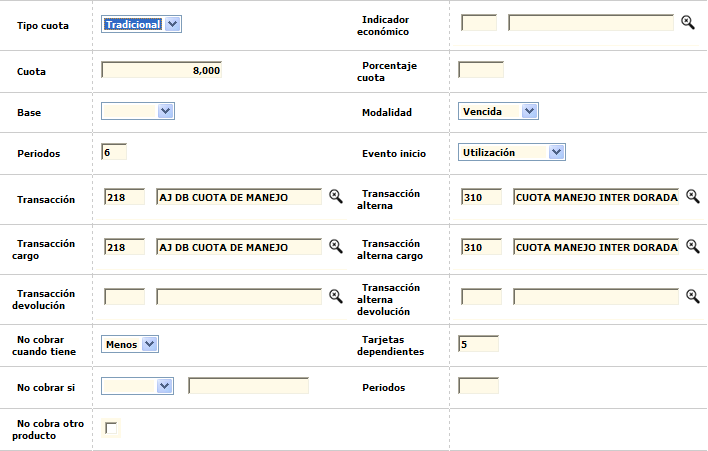 Tipo cuota Tradicional Indicador
económico
Cuota 8,000 Porcentaje
cuota
Base Modalidad Vencida
Periodos 6 Evento inicio Utilización
Transacción 218 AJ DB CUOTA DE MANEJO Transacción
alterna 310 CUOTA MANEJO INTER DORADA
Transacción
cargo 218 AJ DB CUOTA DE MANEJO Transacción
alterna cargo 310 CUOTA MANEJO INTER DORADA
Transacción
devolución Transacción
alterna
devolución
No cobrar
cuando tiene Menos Tarjetas
dependientes 5
No cobrar si Periodos
No cobra otro
producto